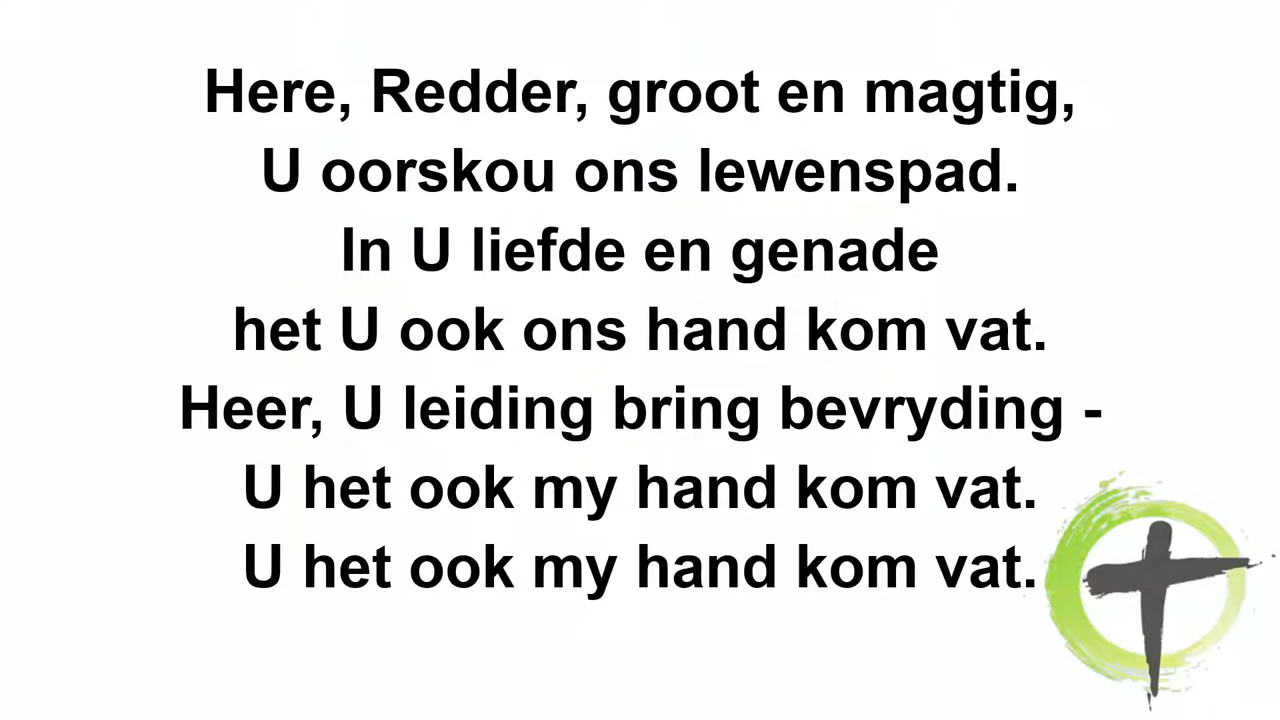 Here, Redder, groot en magtig,
U oorskou ons lewenspad.
In U liefde en genade
het U ook ons hand kom vat.
Heer, U leiding bring bevryding -
U het ook my hand kom vat.
U het ook my hand kom vat.